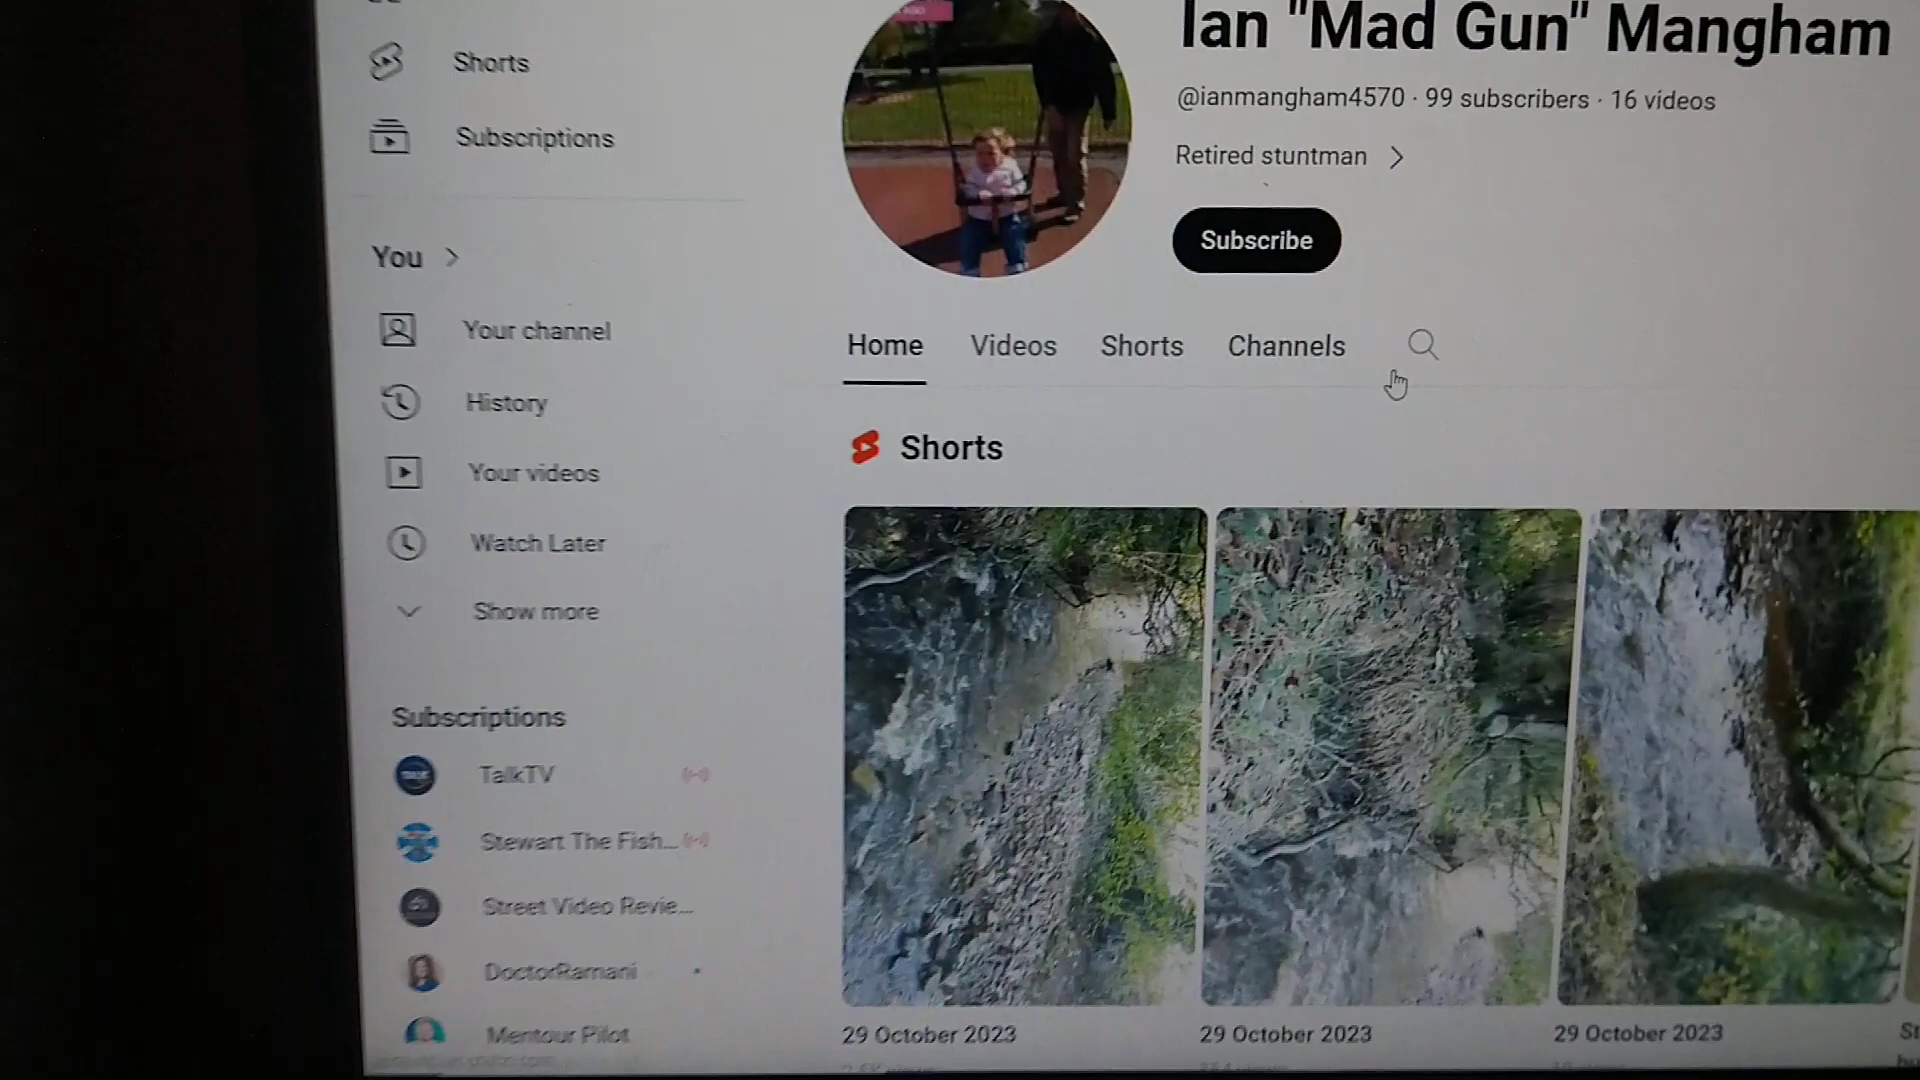 Ian "Mad Gun" Mangham
@ianmangham4570 · 99 subscribers · 16 videos
Retired stuntman
Subscribe
Shorts
Subscriptions
You
Your channel
History
Your videos
Watch Later
Show more
Subscriptions
TalkTV
Stewart The Fish...
Street Video Revie...
DoctorRamani
Mentour Pilot
Home Videos Shorts Channels
Shorts
29 October 2023
29 October 2023
29 October 2023